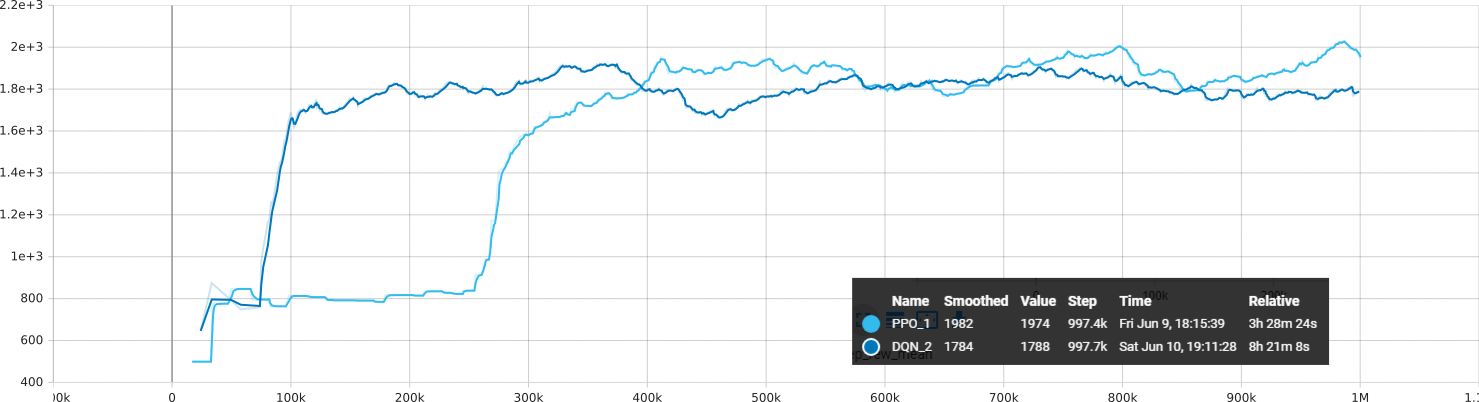 2.2e+3
2e+3
1.8e+3
1.6e+3
1.4e+3
1.2e+3
1e+3
800
600
400
Name Smoothed Value Step Time Relative
PPO_1 1982 1974 997.4k Fri Jun 9, 18:15:39 3h 28m 24s
DQN_2 1784 1788 997.7k Sat Jun 10, 19:11:28 8h 21m 8s
100k
ep_rew_mean
0 100k 200k 300k 400k 500k 600k 700k 800k 900k 1M